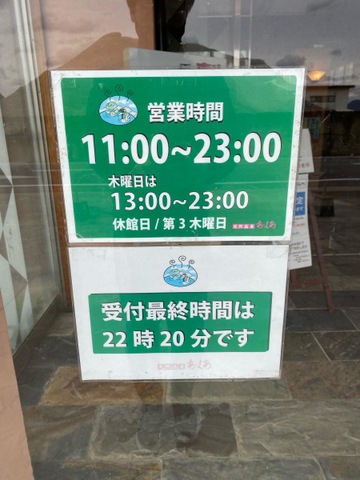 営業時間
11:00~23:00
木曜日は
13:00~23:00
休館日/第3木曜日
受付最終時間は
22時20分です